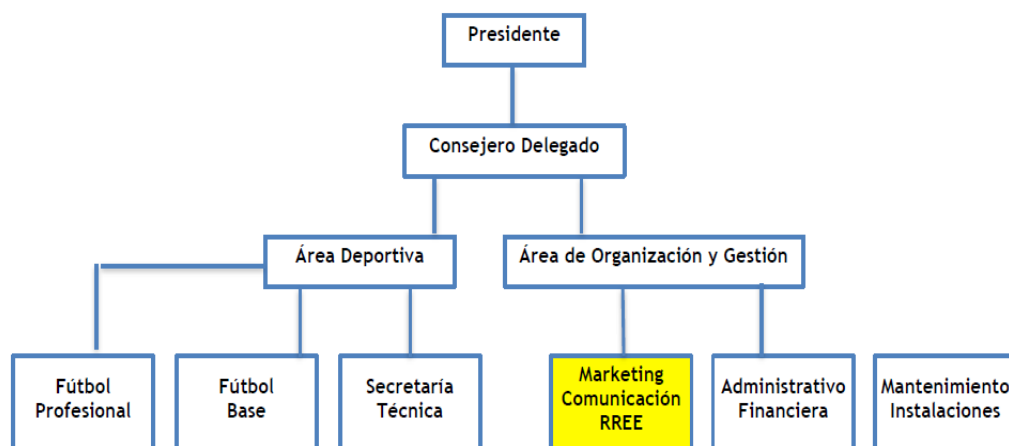 Presidente
Consejero Delegado
Área Deportiva
Área de Organización y Gestión
Fútbol
Profesional
Fútbol
Base
Secretaría
Técnica
Marketing
Comunicación
RREE
Administrativo
Financiera
Mantenimiento
Instalaciones